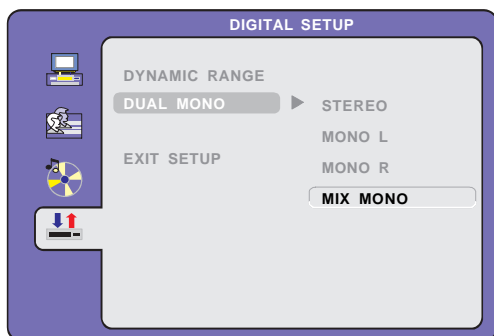 DIGITAL SETUP
DYNAMIC RANGE
DUAL MONO
EXIT SETUP
STEREO
MONO L
MONO R
MIX MONO